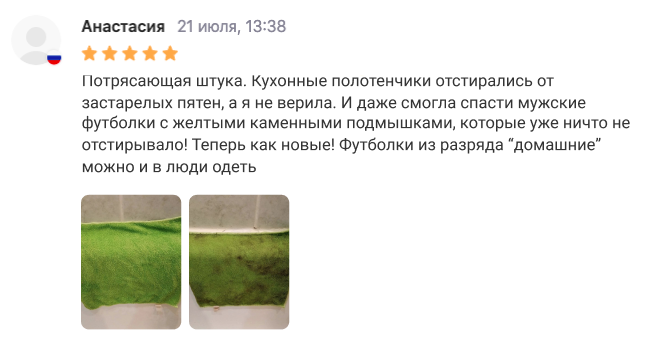 Анастасия 21 июля, 13:38
Потрясающая штука. Кухонные полотенчики отстирались от
застарелых пятен, а я не верила. И даже смогла спасти мужские
футболки с желтыми каменными подмышками, которые уже ничто не
отстирывало! Теперь как новые! Футболки из разряда “домашние”
можно и в люди одеть